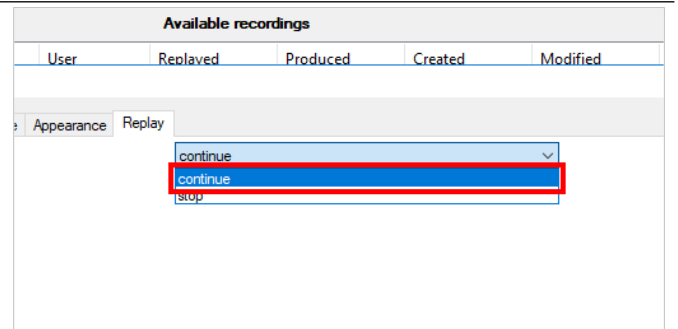 Available recordings
User Replayed Produced Created Modified
e Appearance Replay
continue
continue
stop